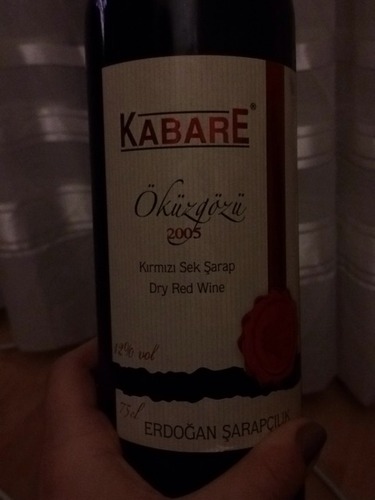 KABARE®
Öküzgözü
2005
Kırmızı Sek Şarap
Dry Red Wine
12% vol
75cl
ERDOĞAN ŞARAPÇILIK